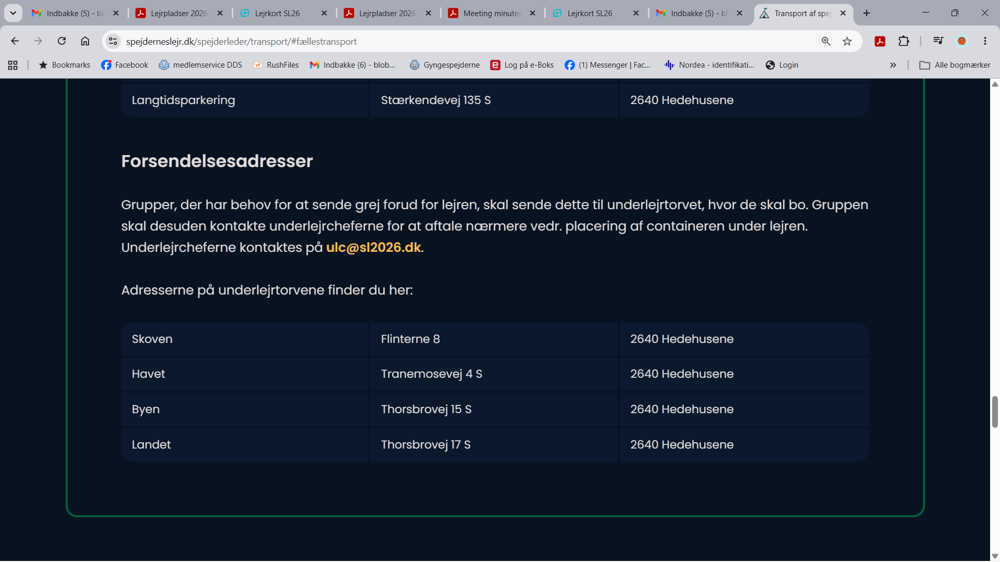 Indbakke (5) - bl
Lejrpladser 2026
Lejrkort SL26
Lejrpladser 2026
Meeting minutes
Lejrkort SL26
Indbakke (5) - bl
Transport af spej
spejderneslejr.dk/spejderleder/transport/#fællestransport
Bookmarks
Facebook
medlemservice DDS
RushFiles
Indbakke (6) - blob...
Gyngespejderne
Log på e-Boks
(1) Messenger | Fac...
Nordea - identifikati...
Login
Alle bogmærker
Langtidsparkering Stærkendevej 135 S 2640 Hedehusene
Forsendelsesadresser
Grupper, der har behov for at sende grej forud for lejren, skal sende dette til underlejrtorvet, hvor de skal bo. Gruppen
skal desuden kontakte underlejrcheferne for at aftale nærmere vedr. placering af containeren under lejren.
Underlejrcheferne kontaktes på ulc@sl2026.dk.
Adresserne på underlejrtorvene finder du her:
Skoven Flinterne 8 2640 Hedehusene
Havet Tranemosevej 4 S 2640 Hedehusene
Byen Thorsbrovej 15 S 2640 Hedehusene
Landet Thorsbrovej 17 S 2640 Hedehusene